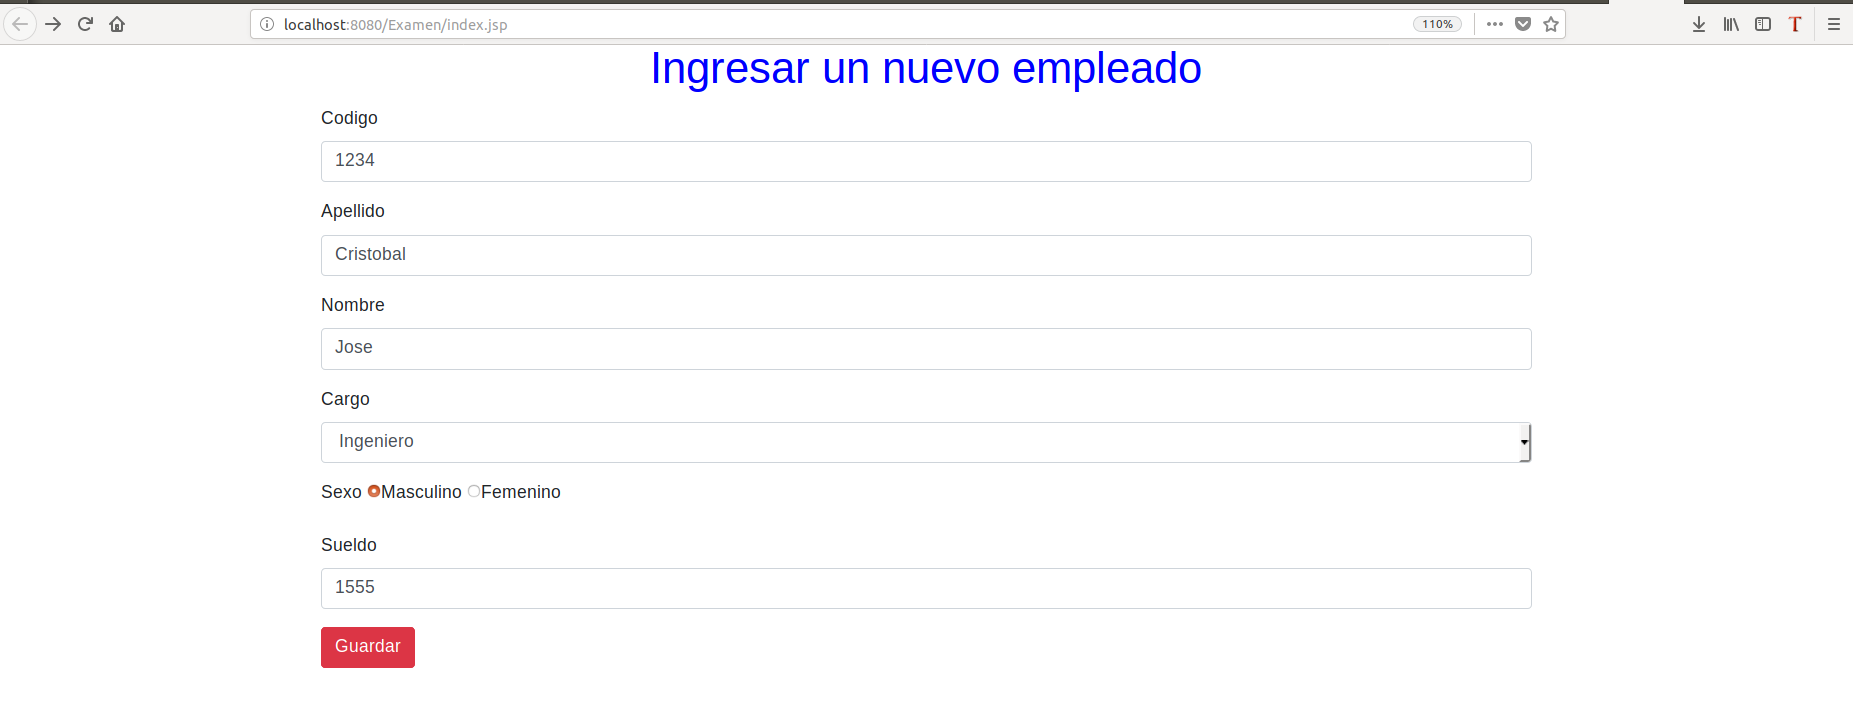 localhost:8080/Examen/index.jsp 110% T
Ingresar un nuevo empleado
Codigo
1234
Apellido
Cristobal
Nombre
Jose
Cargo
Ingeniero
Sexo Masculino Femenino
Sueldo
1555
Guardar